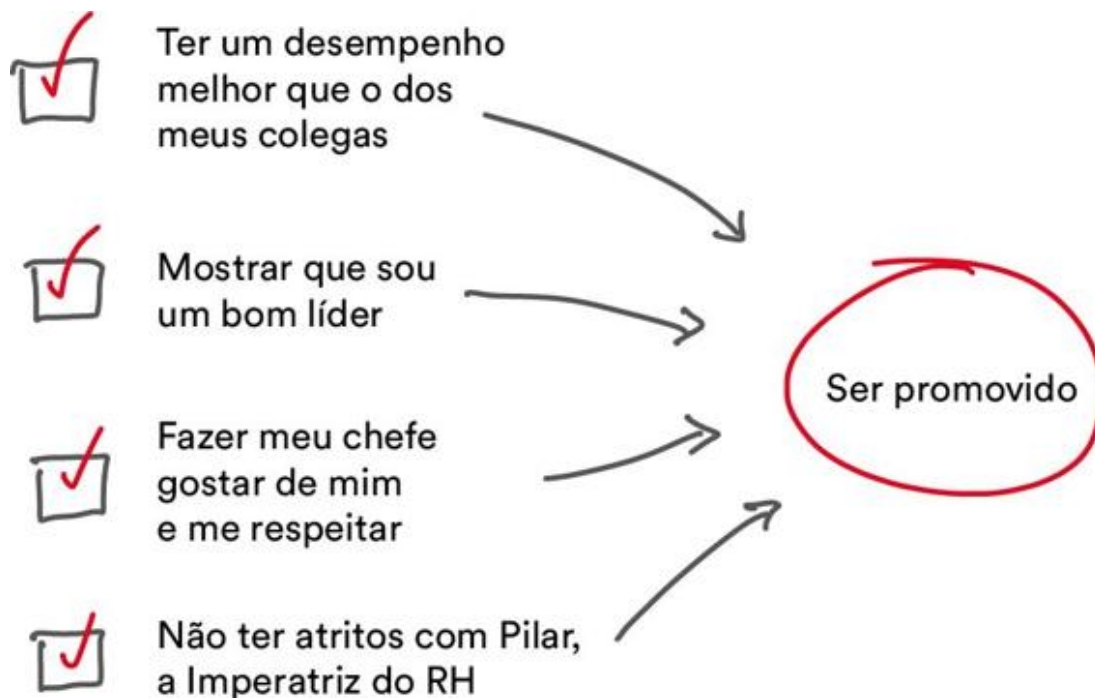 Ter um desempenho
melhor que o dos
meus colegas
Mostrar que sou
um bom líder
Fazer meu chefe
gostar de mim
e me respeitar
Não ter atritos com Pilar,
a Imperatriz do RH
Ser promovido